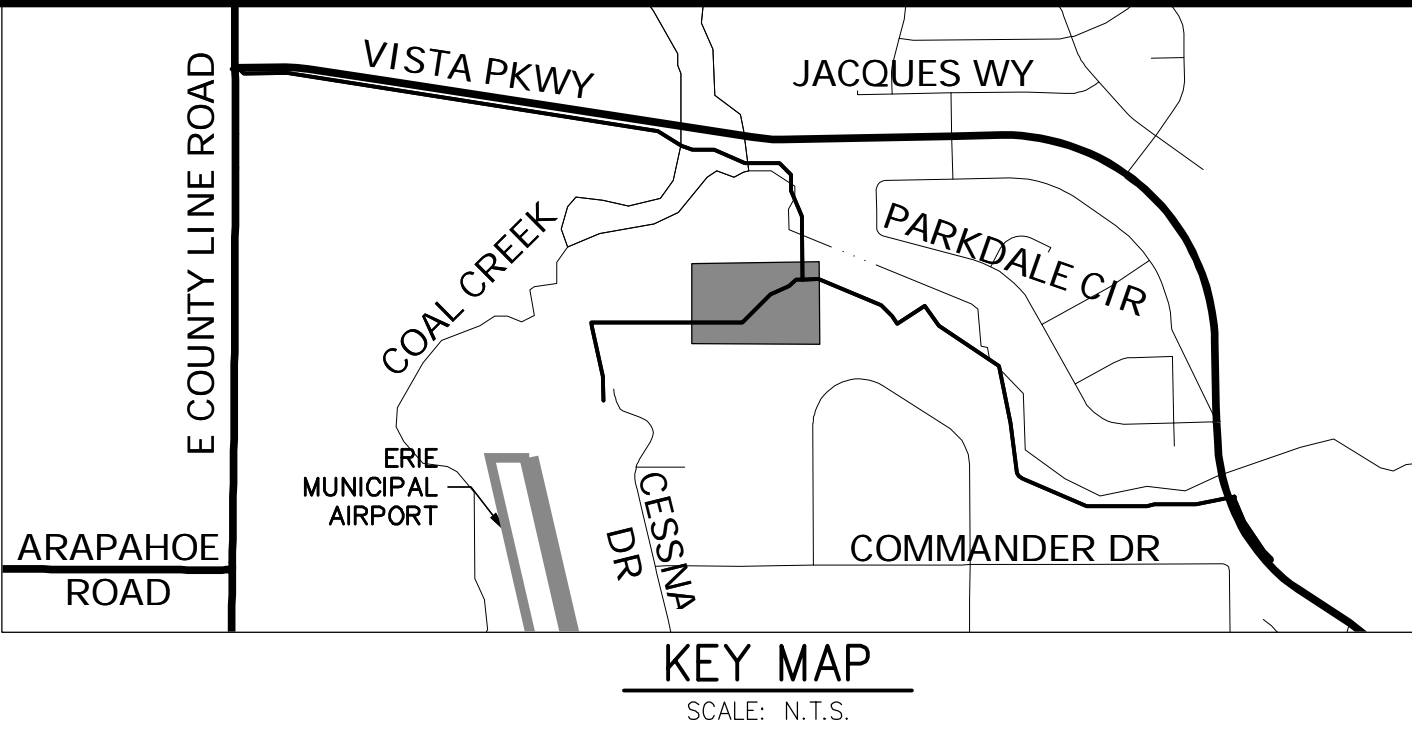 VISTA PKWY
JACQUES WY
E COUNTY LINE ROAD
COAL CREEK
PARKDALE CIR
ERIE
MUNICIPAL
AIRPORT
CESSNA
DR
ARAPAHOE
ROAD
COMMANDER DR
KEY MAP
SCALE: N.T.S.